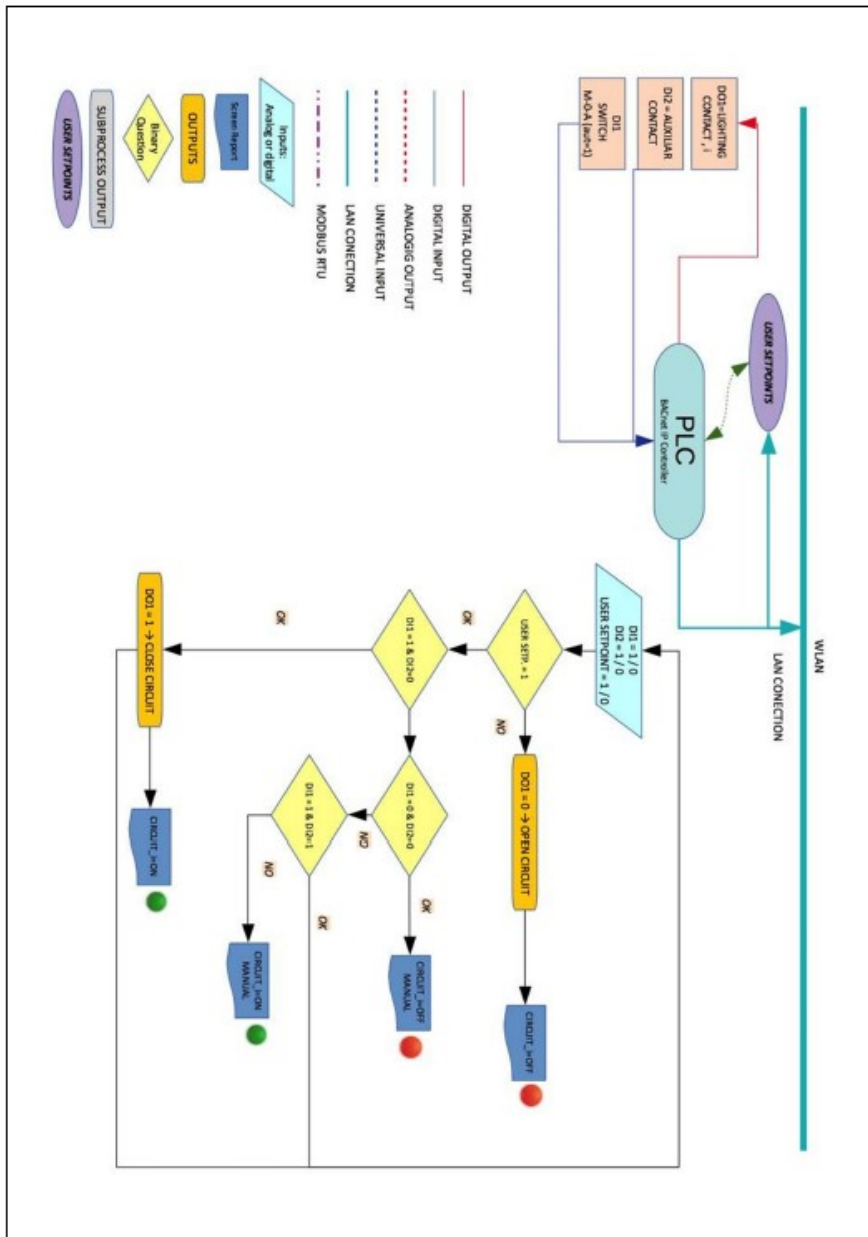 WLAN
LAN CONECTION
USER SETPOINTS
PLC
BACnet IP Controller
DO1=LIGHTING
CONTACT , i
Di2 = AUXILIAR
CONTACT
DI1
SWITCH
M-0-A (aut=1)
DIGITAL OUTPUT
DIGITAL INPUT
ANALOGIG OUTPUT
UNIVERSAL INPUT
LAN CONECTION
MODBUS RTU
Inputs:
Analog or digital
Screen Report
OUTPUTS
Binary
Question
SUBPROCESS OUTPUT
USER SETPOINTS
DI1 = 1 / 0
DI2 = 1 / 0
USER SETPOINT = 1 / 0
USER SETP. = 1
NO
DO1 = 0 → OPEN CIRCUIT
CIRCUIT_i=OFF
OK
DI1 = 1 & DI2=0
DI1 =0 & DI2=0
OK
CIRCUIT_i=OFF
MANUAL
NO
DI1 = 1 & DI2=1
OK
NO
CIRCUIT_i=ON
MANUAL
OK
DO1 = 1 → CLOSE CIRCUIT
CIRCUIT_i=ON